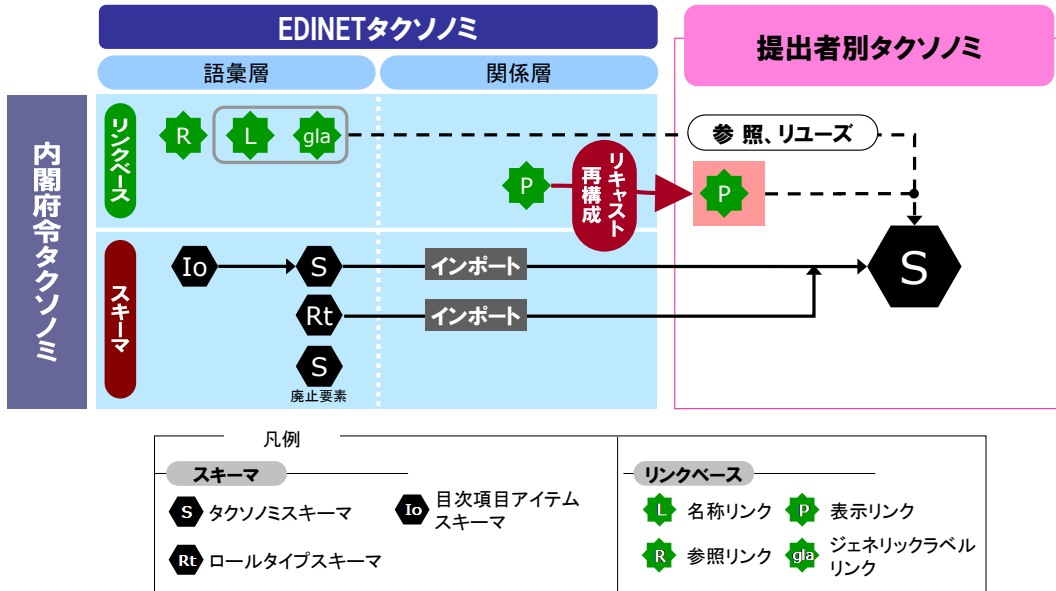 EDINETタクソノミ
提出者別タクソノミ
語彙層
関係層
内閣府令タクソノミ
リンクベース
R
L
gla
参照、リユーズ
P
リキャスト
再構成
P
スキーマ
Io
S
インポート
S
Rt
インポート
S
廃止要素
凡例
スキーマ
リンクベース
S タクソノミスキーマ
Io 目次項目アイテム
スキーマ
L 名称リンク
P 表示リンク
Rt ロールタイプスキーマ
R 参照リンク
gla ジェネリックラベル
リンク